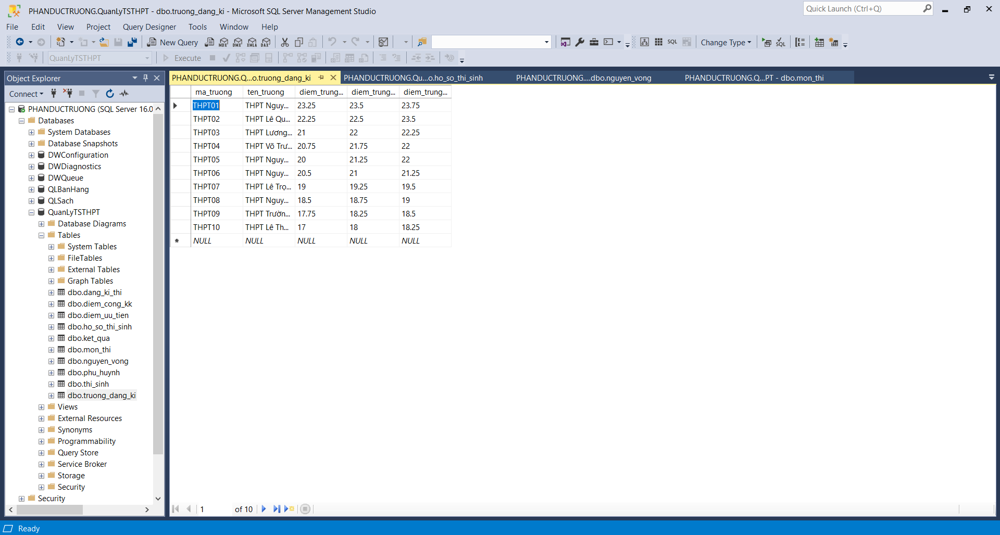 PHANDUCTRUONG.QuanLyTSTHPT - dbo.truong_dang_ki - Microsoft SQL Server Management Studio
Quick Launch (Ctrl+Q)
File Edit View Project Query Designer Tools Window Help
New Query MDX DMX XMLA DAX SQL Change Type SQL
QuanLyTSTHPT Execute
Object Explorer
Connect
PHANDUCTRUONG (SQL Server 16.0
Databases
System Databases
Database Snapshots
DWConfiguration
DWDiagnostics
DWQueue
QLBanHang
QLSach
QuanLyTSTHPT
Database Diagrams
Tables
System Tables
FileTables
External Tables
Graph Tables
dbo.dang_ki_thi
dbo.diem_cong_kk
dbo.diem_uu_tien
dbo.ho_so_thi_sinh
dbo.ket_qua
dbo.mon_thi
dbo.nguyen_vong
dbo.phu_huynh
dbo.thi_sinh
dbo.truong_dang_ki
Views
External Resources
Synonyms
Programmability
Query Store
Service Broker
Storage
Security
Security
PHANDUCTRUONG.Q...o.truong_dang_ki PHANDUCTRUONG.Qu...o.ho_so_thi_sinh PHANDUCTRUONG....dbo.nguyen_vong PHANDUCTRUONG.Q...PT - dbo.mon_thi
ma_truong ten_truong diem_trung... diem_trung... diem_trung...
THPT01 THPT Nguy... 23.25 23.5 23.75
THPT02 THPT Lê Qu... 22.25 22.5 23.5
THPT03 THPT Lương... 21 22 22.25
THPT04 THPT Võ Trư... 20.75 21.75 22
THPT05 THPT Nguy... 20 21.25 22
THPT06 THPT Nguy... 20.5 21 21.25
THPT07 THPT Lê Trọ... 19 19.25 19.5
THPT08 THPT Nguy... 18.5 18.75 19
THPT09 THPT Trườn... 17.75 18.25 18.5
THPT10 THPT Lê Th... 17 18 18.25
NULL NULL NULL NULL NULL
1 of 10
Ready